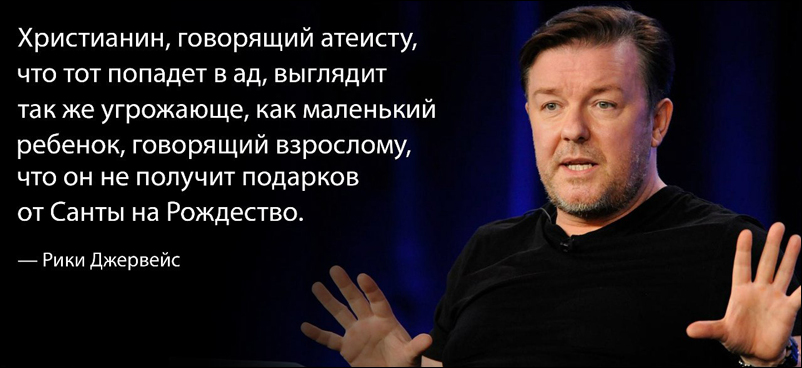 Христианин, говорящий атеисту,
что тот попадет в ад, выглядит
так же угрожающе, как маленький
ребенок, говорящий взрослому,
что он не получит подарков
от Санты на Рождество.
— Рики Джервейс